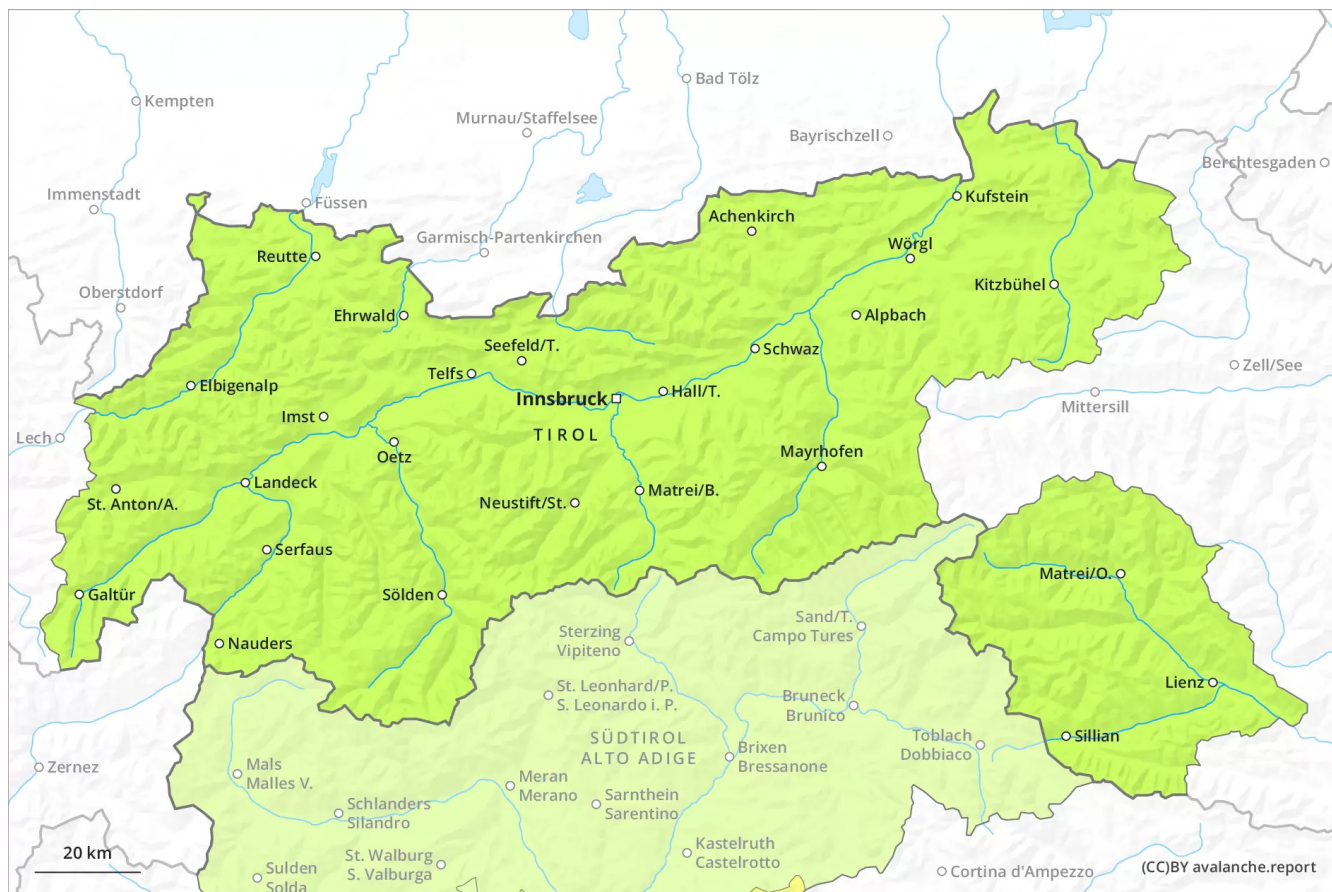 Kempten
Bad Tölz
Murnau/Staffelsee
Bayrischzell
Berchtesgaden
Immenstadt
Füssen
Kufstein
Achenkirch
Garmisch-Partenkirchen
Wörgl
Reutte
Oberstdorf
Kitzbühel
Ehrwald
Alpbach
Seefeld/T.
Schwaz
Zell/See
Telfs
Elbigenalp
Hall/T.
Innsbruck
Mittersill
Imst
TIROL
Lech
Oetz
Mayrhofen
Landeck
Matrei/B.
St. Anton/A.
Neustift/St.
Serfaus
Matrei/O.
Galtür
Sölden
Sand/T.
Campo Tures
Sterzing
Vipiteno
Nauders
Lienz
St. Leonhard/P.
S. Leonardo i. P.
Bruneck
Brunico
SÜDTIROL
ALTO ADIGE
Toblach
Dobbiaco
Sillian
Brixen
Bressanone
Zernez
Mals
Malles V.
Meran
Merano
Sarnthein
Sarentino
Schlanders
Silandro
Kastelruth
Castelrotto
20 km
St. Walburg
S. Valburga
Sulden
Solda
Cortina d'Ampezzo
(CC)BY avalanche.report